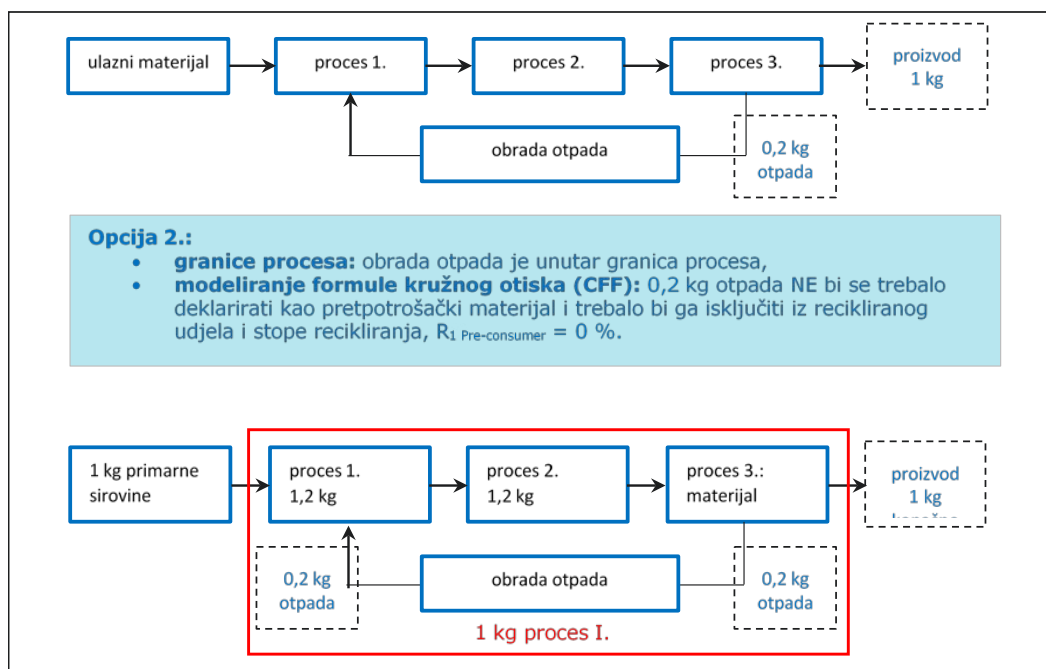 ulazni materijal
proces 1.
proces 2.
proces 3.
proizvod
1 kg
obrada otpada
0,2 kg
otpada
Opcija 2.:
• granice procesa: obrada otpada je unutar granica procesa,
• modeliranje formule kružnog otiska (CFF): 0,2 kg otpada NE bi se trebalo
deklarirati kao pretpotrošački materijal i trebalo bi ga isključiti iz recikliranog
udjela i stope recikliranja, R1 Pre-consumer = 0 %.
1 kg primarne
sirovine
proces 1.
1,2 kg
proces 2.
1,2 kg
proces 3.:
materijal
proizvod
1 kg
0,2 kg
otpada
obrada otpada
0,2 kg
otpada
1 kg proces I.